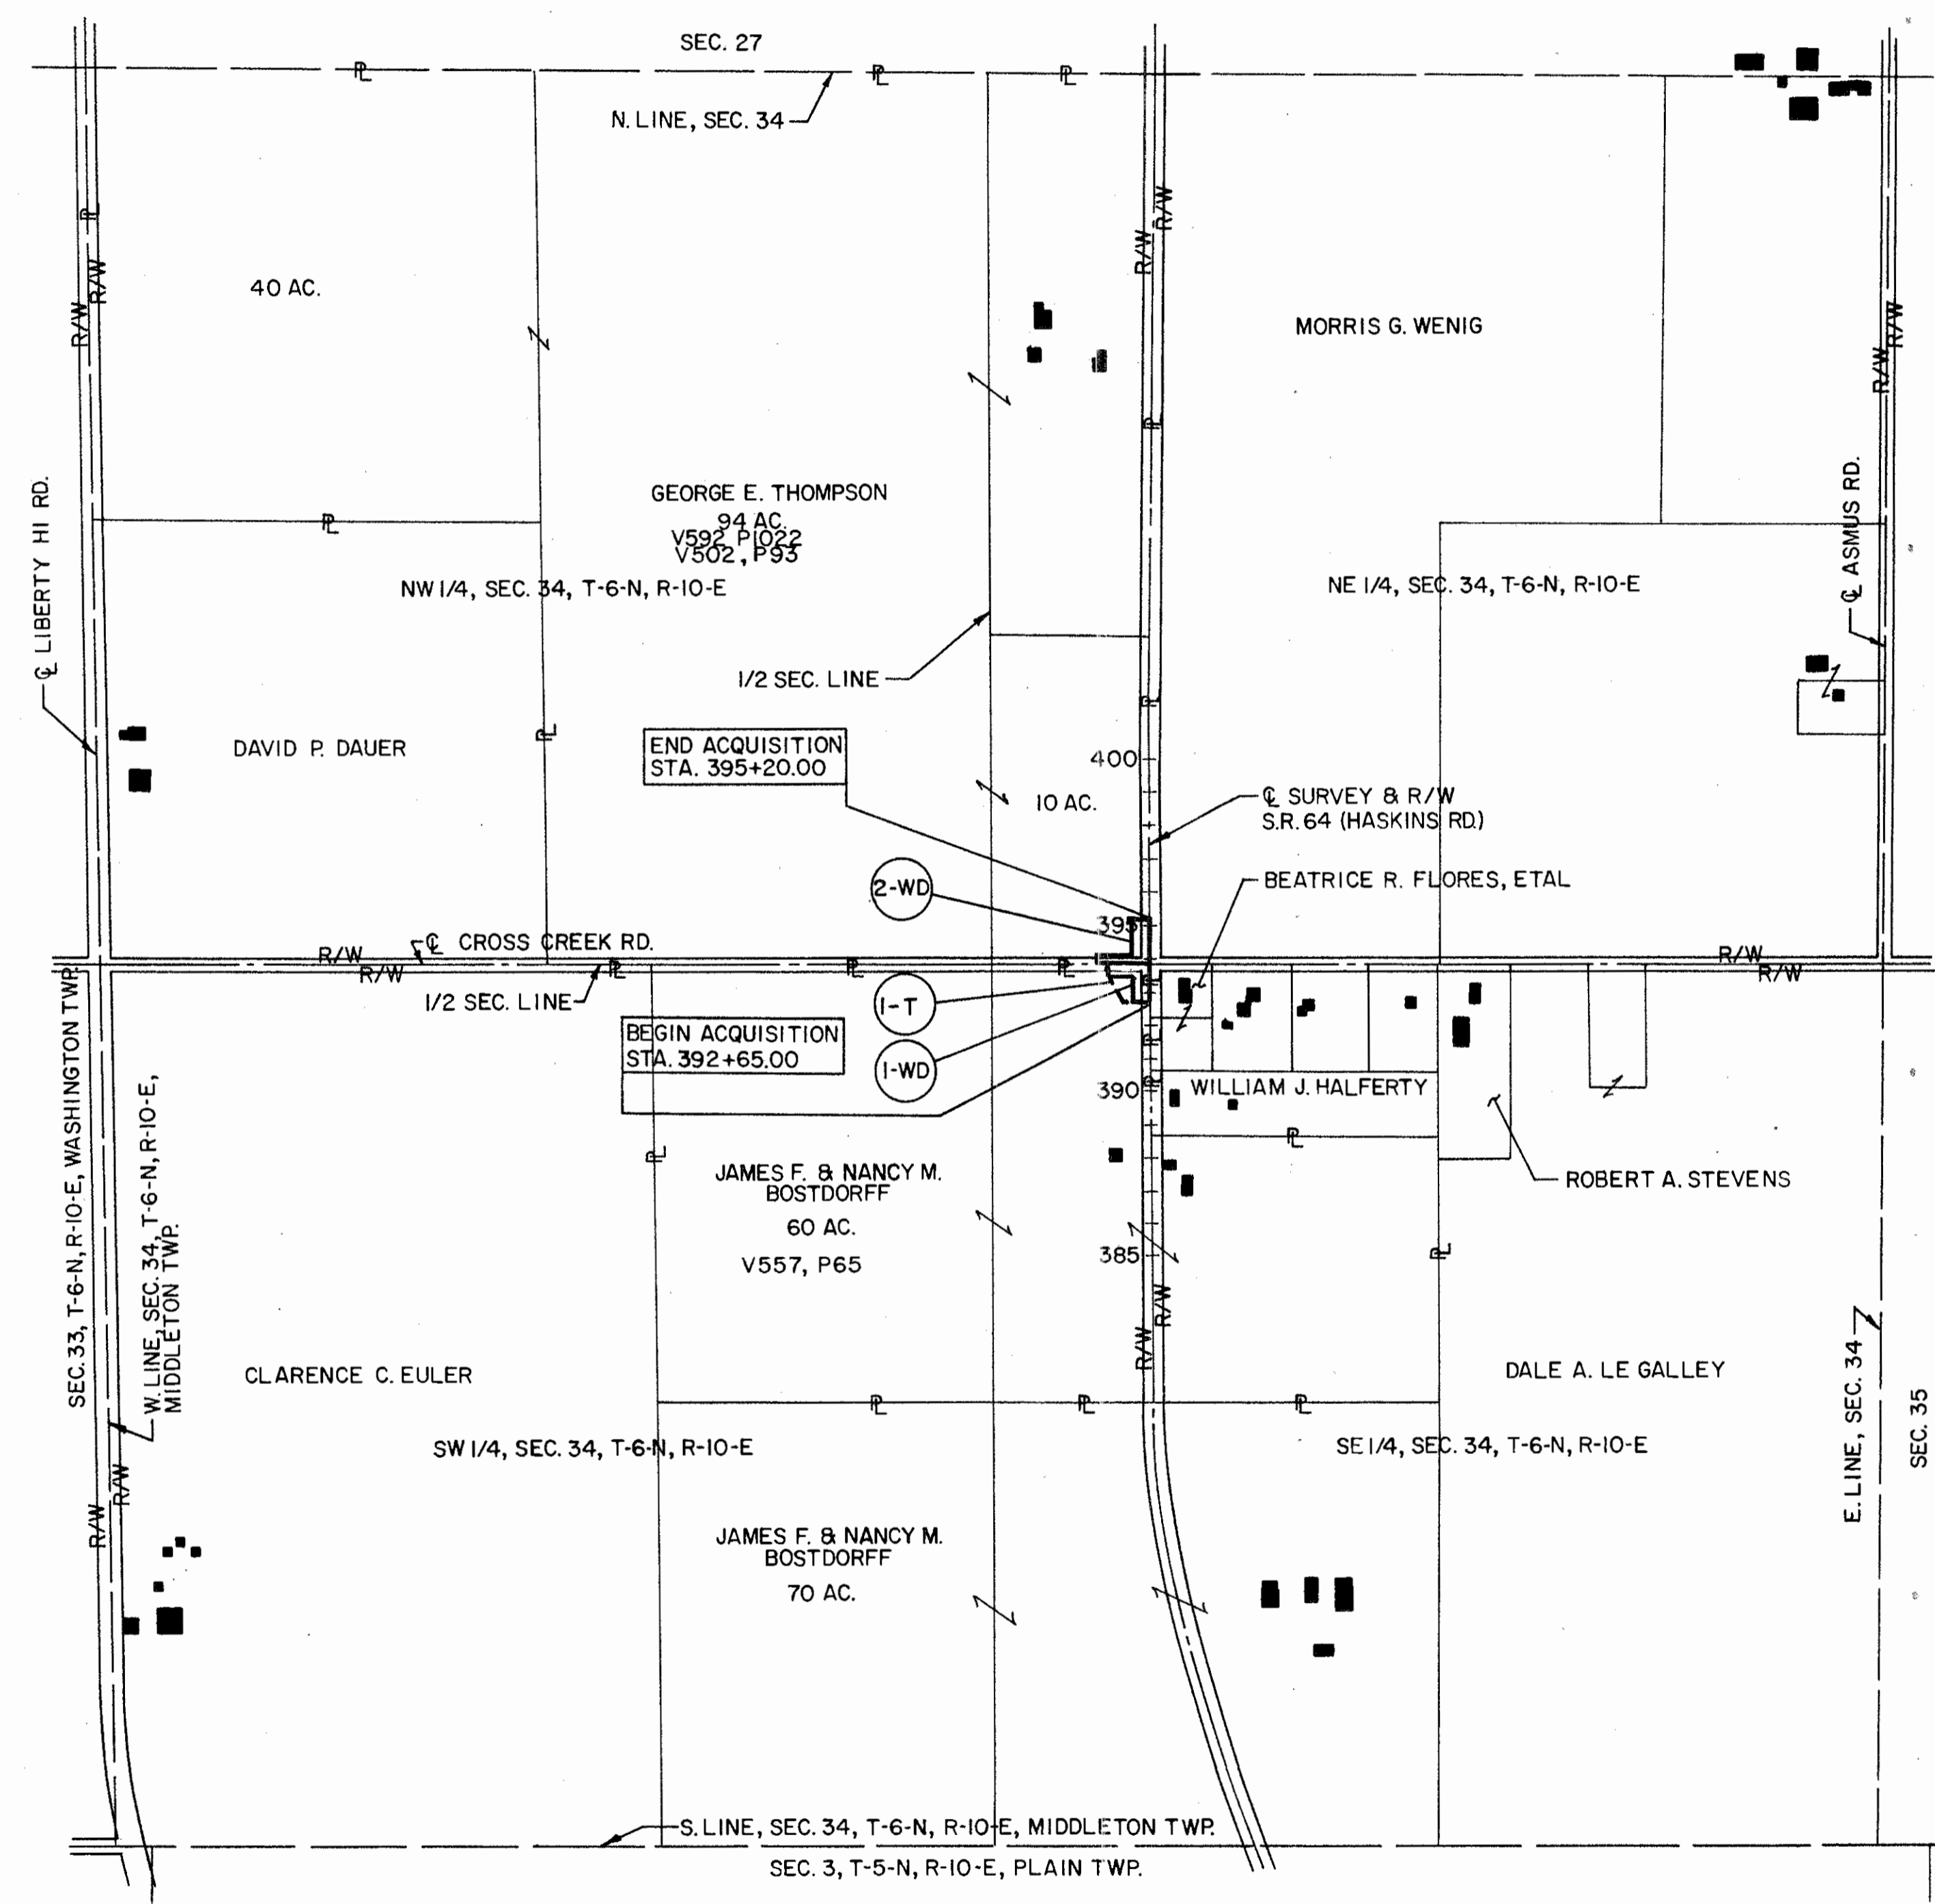 SEC. 27
N. LINE, SEC. 34
℄ LIBERTY HI RD.
40 AC.
MORRIS G. WENIG
GEORGE E. THOMPSON
94 AC.
V592 P1022
V502, P93
NW 1/4, SEC. 34, T-6-N, R-10-E
NE 1/4, SEC. 34, T-6-N, R-10-E
℄ ASMUS RD.
1/2 SEC. LINE
DAVID P. DAUER
END ACQUISITION
STA. 395+20.00
400
10 AC.
℄ SURVEY & R/W
S.R. 64 (HASKINS RD.)
2-WD
BEATRICE R. FLORES, ETAL
395
R/W
℄ CROSS CREEK RD.
R/W
R/W
R/W
1/2 SEC. LINE
1-T
BEGIN ACQUISITION
STA. 392+65.00
1-WD
390
WILLIAM J. HALFERTY
ROBERT A. STEVENS
JAMES F. & NANCY M.
BOSTDORFF
60 AC.
V557, P65
385
SEC. 33, T-6-N, R-10-E, WASHINGTON TWP.
W. LINE, SEC. 34, T-6-N, R-10-E,
MIDDLETON TWP.
CLARENCE C. EULER
DALE A. LE GALLEY
E. LINE, SEC. 34
SEC. 35
SW 1/4, SEC. 34, T-6-N, R-10-E
SE 1/4, SEC. 34, T-6-N, R-10-E
JAMES F. & NANCY M.
BOSTDORFF
70 AC.
R/W
R/W
R/W
R/W
R/W
R/W
R/W
R/W
R/W
R/W
S. LINE, SEC. 34, T-6-N, R-10-E, MIDDLETON TWP.
SEC. 3, T-5-N, R-10-E, PLAIN TWP.